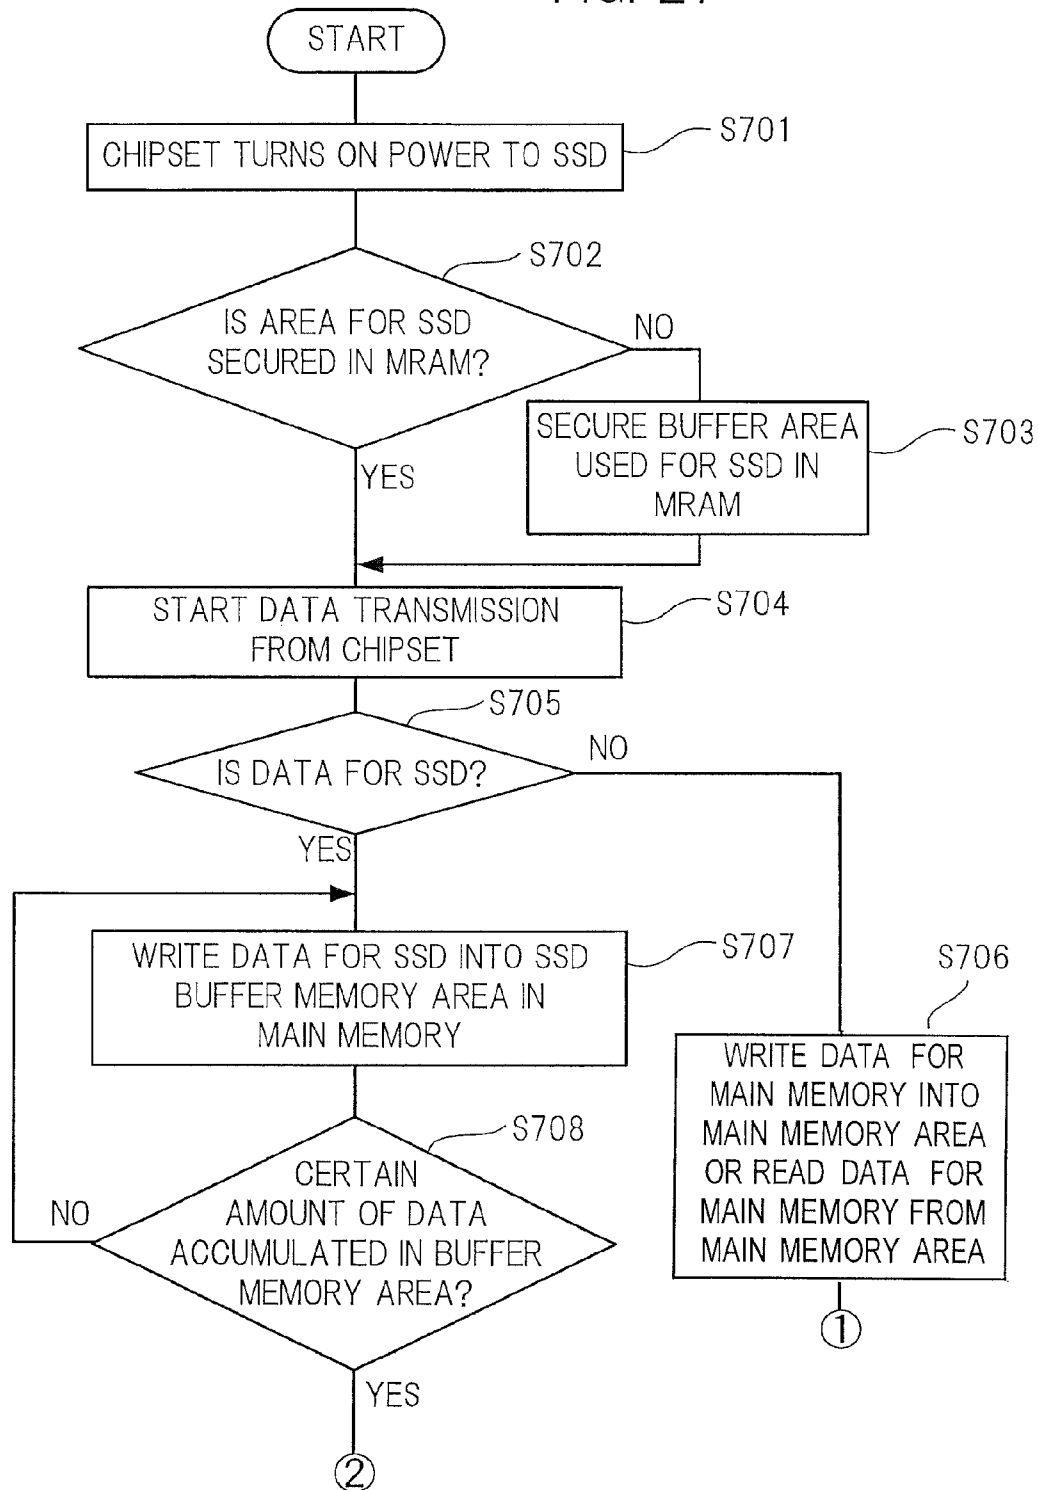 START
CHIPSET TURNS ON POWER TO SSD
S701
S702
IS AREA FOR SSD
SECURED IN MRAM?
NO
YES
SECURE BUFFER AREA
USED FOR SSD IN
MRAM
S703
START DATA TRANSMISSION
FROM CHIPSET
S704
S705
IS DATA FOR SSD?
NO
YES
WRITE DATA FOR SSD INTO SSD
BUFFER MEMORY AREA IN
MAIN MEMORY
S707
S706
WRITE DATA FOR
MAIN MEMORY INTO
MAIN MEMORY AREA
OR READ DATA FOR
MAIN MEMORY FROM
MAIN MEMORY AREA
①
S708
CERTAIN
AMOUNT OF DATA
ACCUMULATED IN BUFFER
MEMORY AREA?
NO
YES
②